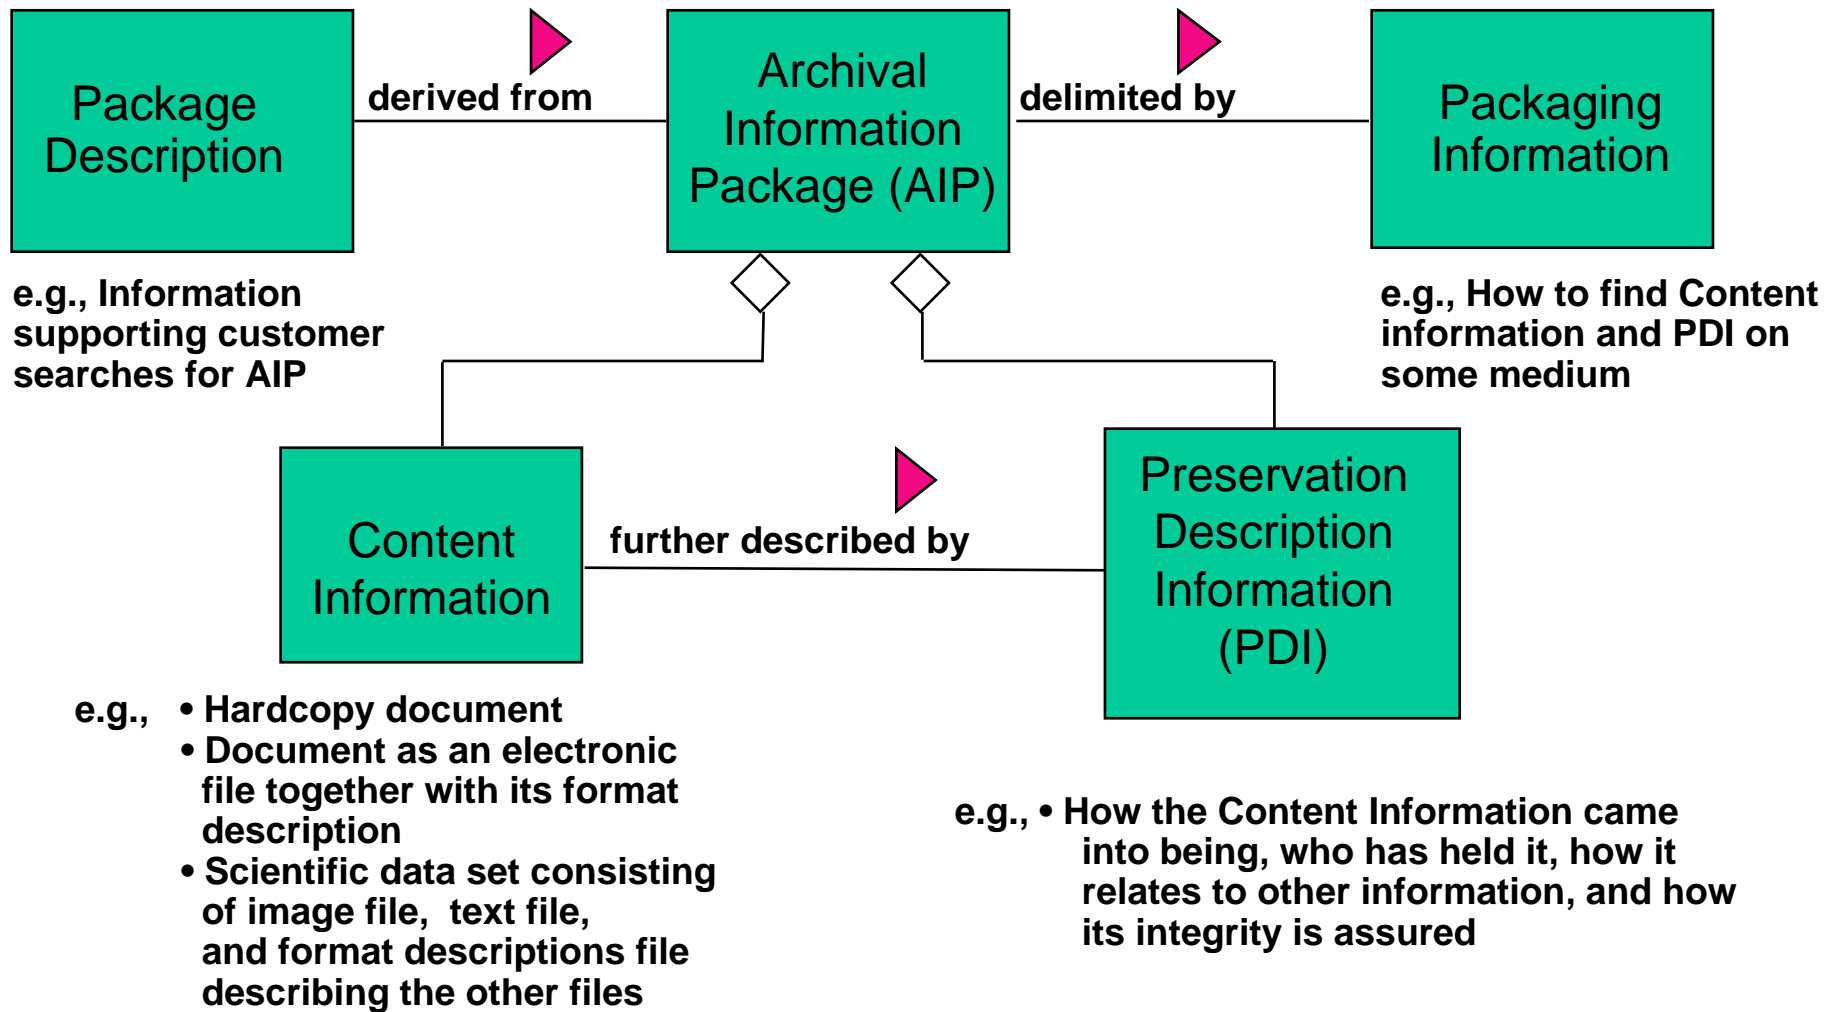 Package
Description
derived from
Archival
Information
Package (AIP)
delimited by
Packaging
Information
e.g., Information
supporting customer
searches for AIP
e.g., How to find Content
information and PDI on
some medium
Content
Information
further described by
Preservation
Description
Information
(PDI)
e.g., • Hardcopy document
• Document as an electronic
file together with its format
description
• Scientific data set consisting
of image file, text file,
and format descriptions file
describing the other files
e.g., • How the Content Information came
into being, who has held it, how it
relates to other information, and how
its integrity is assured